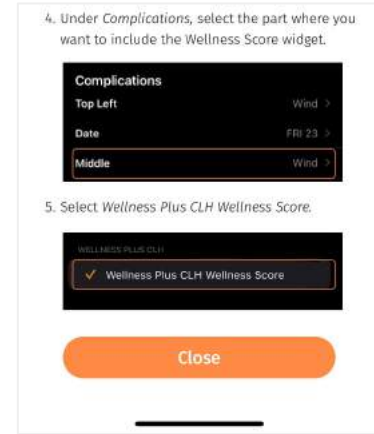 4. Under Complications, select the part where you
want to include the Wellness Score widget.
Complications
Top Left Wind >
Date FRI 23 >
Middle Wind >
5. Select Wellness Plus CLH Wellness Score.
WELLNESS PLUS CLH
✓ Wellness Plus CLH Wellness Score
Close